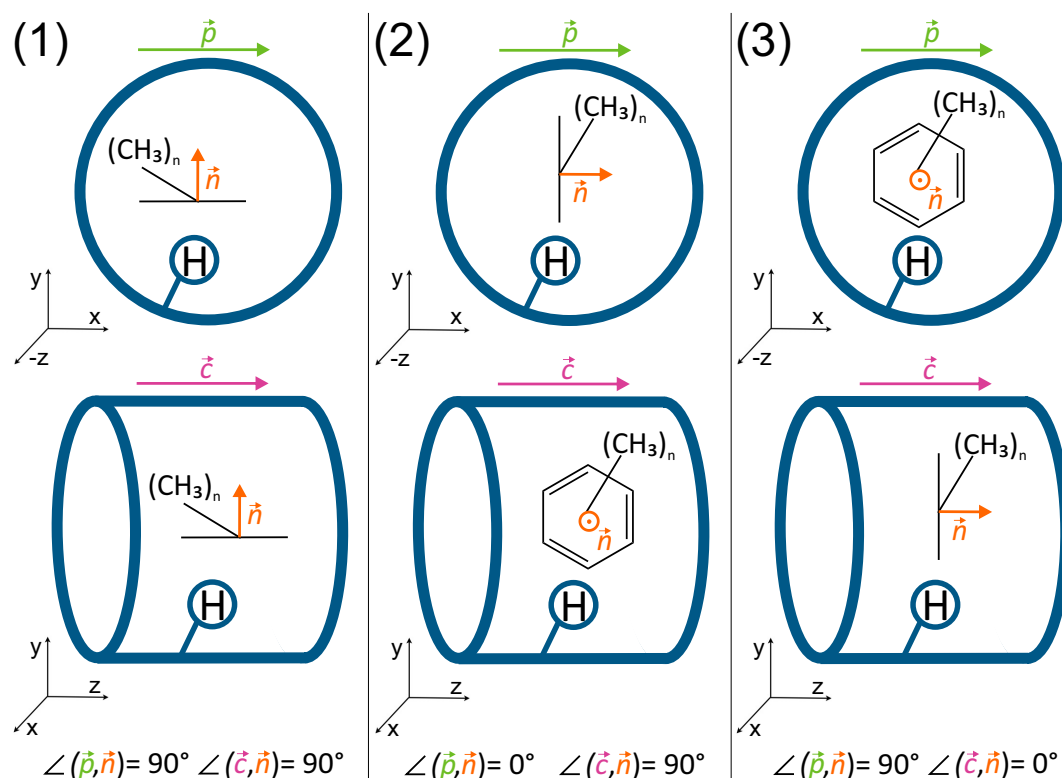 (1)
p⃗
(CH₃)ₙ
n⃗
H
y
x
-z
c⃗
(CH₃)ₙ
n⃗
H
y
z
x
∠(p⃗,n⃗)= 90° ∠(c⃗,n⃗)= 90°
(2)
p⃗
(CH₃)ₙ
n⃗
H
y
x
-z
c⃗
(CH₃)ₙ
n⃗
H
y
z
x
∠(p⃗,n⃗)= 0° ∠(c⃗,n⃗)= 90°
(3)
p⃗
(CH₃)ₙ
n⃗
H
y
x
-z
c⃗
(CH₃)ₙ
n⃗
H
y
z
x
∠(p⃗,n⃗)= 90° ∠(c⃗,n⃗)= 0°